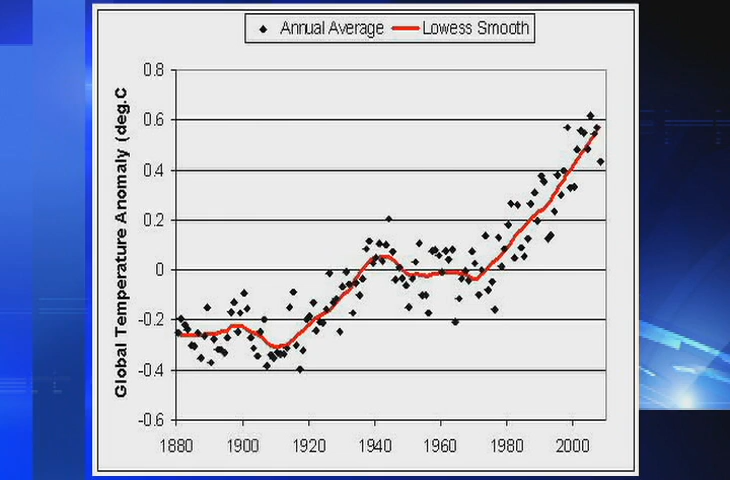 Annual Average Lowess Smooth
Global Temperature Anomaly (deg.C
0.8
0.6
0.4
0.2
0
-0.2
-0.4
-0.6
1880 1900 1920 1940 1960 1980 2000